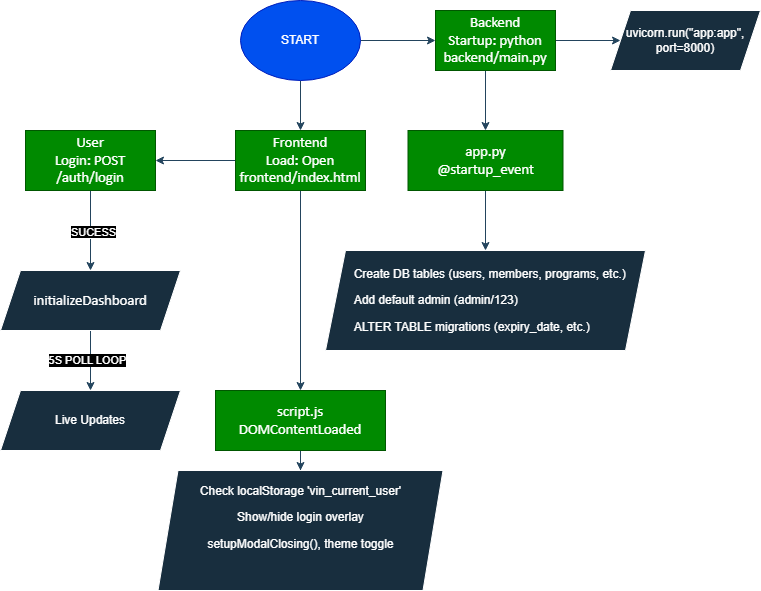 START
Backend
Startup: python
backend/main.py
uvicorn.run("app:app",
port=8000)
User
Login: POST
/auth/login
Frontend
Load: Open
frontend/index.html
app.py
@startup_event
SUCESS
Create DB tables (users, members, programs, etc.)
Add default admin (admin/123)
ALTER TABLE migrations (expiry_date, etc.)
initializeDashboard
5S POLL LOOP
Live Updates
script.js
DOMContentLoaded
Check localStorage 'vin_current_user'
Show/hide login overlay
setupModalClosing(), theme toggle